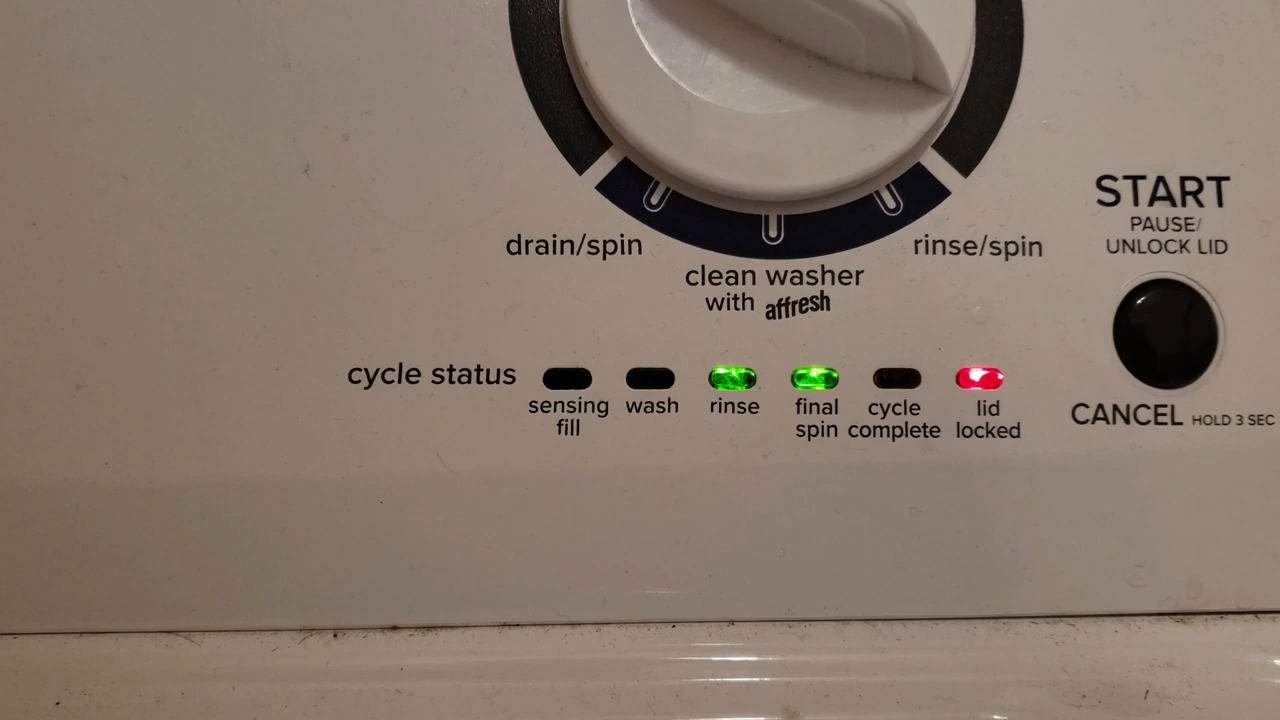 START
PAUSE/
UNLOCK LID
drain/spin
rinse/spin
clean washer
with affresh
cycle status
sensing fill
wash
rinse
final spin
cycle complete
lid locked
CANCEL HOLD 3 SEC